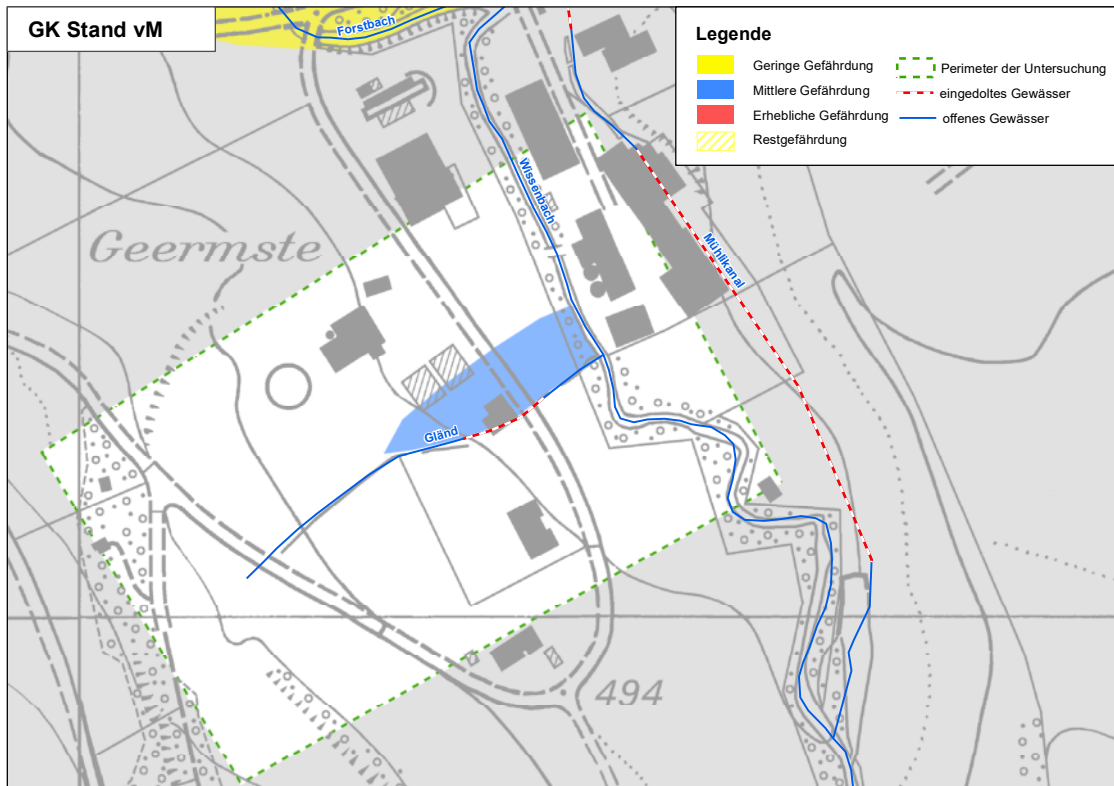 GK Stand vM
Forstbach
Legende
Geringe Gefährdung
Mittlere Gefährdung
Erhebliche Gefährdung
Restgefährdung
Perimeter der Untersuchung
eingedoltes Gewässer
offenes Gewässer
Wissenbach
Geermste
Mühlikanal
Gländ
494